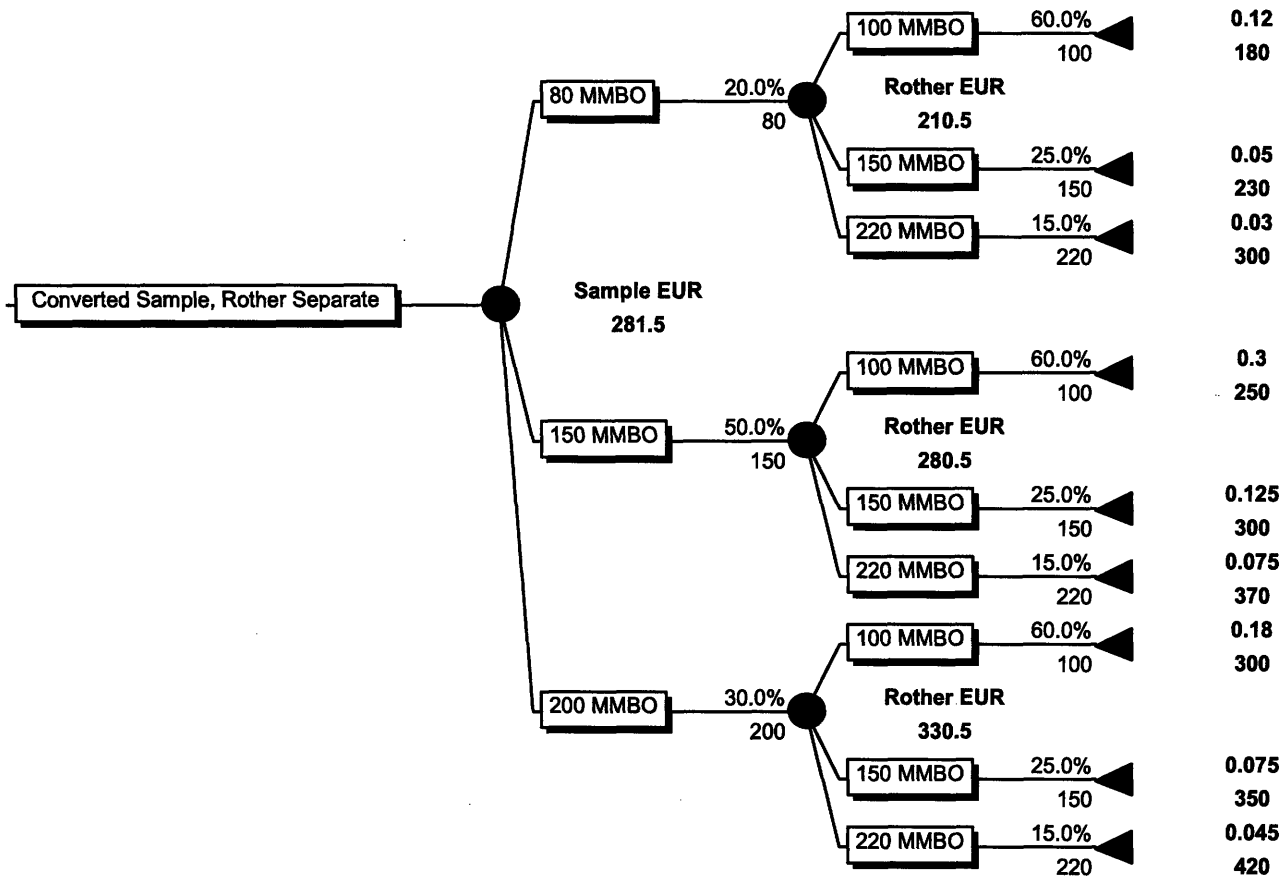 100 MMBO 60.0% 0.12
100 180
80 MMBO 20.0% Rother EUR
80 210.5
150 MMBO 25.0% 0.05
150 230
220 MMBO 15.0% 0.03
220 300
Converted Sample, Rother Separate Sample EUR
281.5
100 MMBO 60.0% 0.3
100 250
150 MMBO 50.0% Rother EUR
150 280.5
150 MMBO 25.0% 0.125
150 300
220 MMBO 15.0% 0.075
220 370
100 MMBO 60.0% 0.18
100 300
200 MMBO 30.0% Rother EUR
200 330.5
150 MMBO 25.0% 0.075
150 350
220 MMBO 15.0% 0.045
220 420